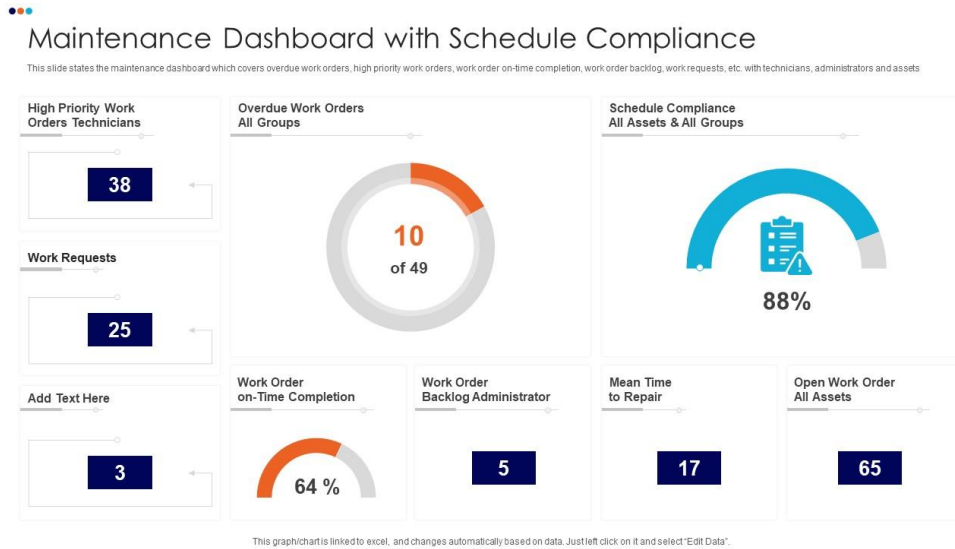 Maintenance Dashboard with Schedule Compliance
This slide states the maintenance dashboard which covers overdue work orders, high priority work orders, work order on-time completion, work order backlog, work requests, etc. with technicians, administrators and assets
High Priority Work
Orders Technicians
38
Work Requests
25
Add Text Here
3
Overdue Work Orders
All Groups
10
of 49
Schedule Compliance
All Assets & All Groups
88%
Work Order
on-Time Completion
64 %
Work Order
Backlog Administrator
5
Mean Time
to Repair
17
Open Work Order
All Assets
65
This graph/chart is linked to excel, and changes automatically based on data. Just left click on it and select "Edit Data".